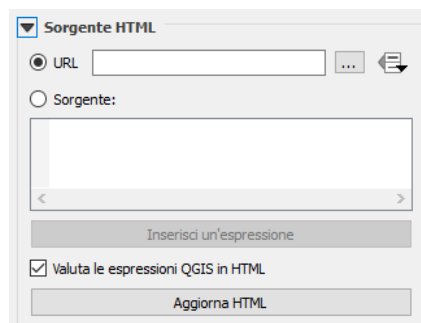 Sorgente HTML
URL ...
Sorgente:
Inserisci un'espressione
Valuta le espressioni QGIS in HTML
Aggiorna HTML